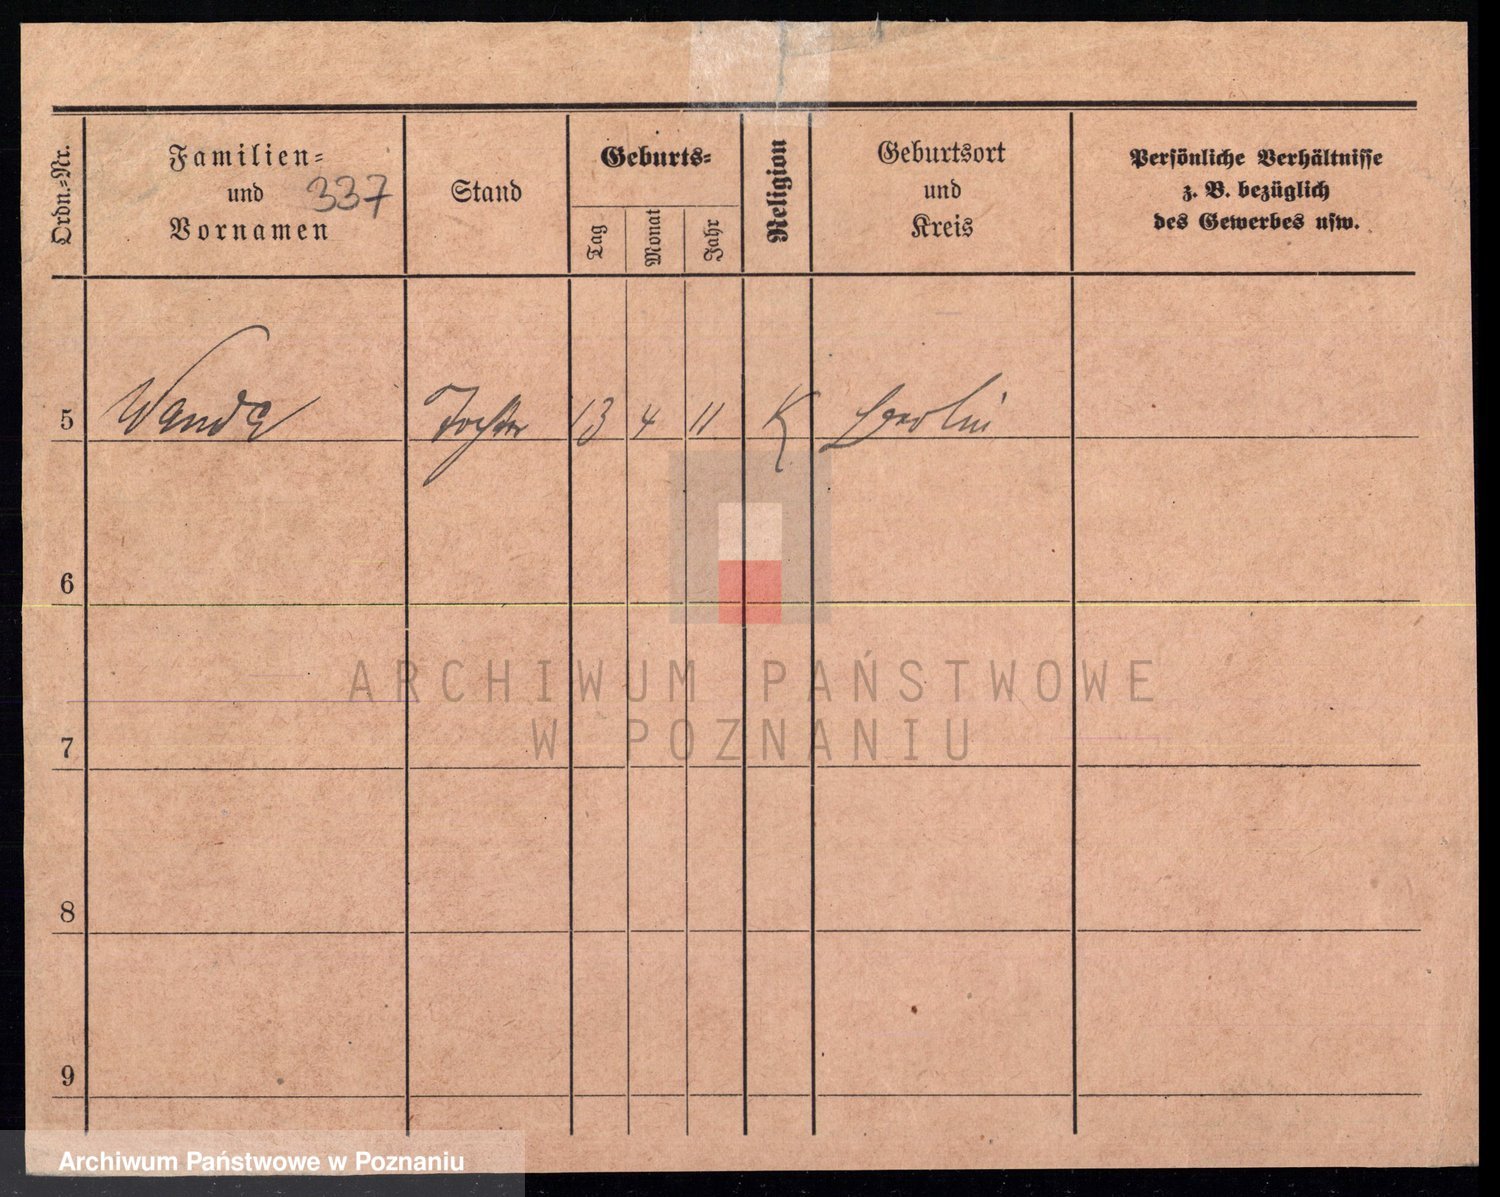 Ordn.=Nr.
Familien=
und
Vornamen
337
Stand
Geburts=
Tag
Monat
Jahr
Religion
Geburtsort
und
Kreis
Persönliche Verhältnisse
z. B. bezüglich
des Gewerbes usw.
5 Wanda Tochter 13 4 11 K Berlin
6
ARCHIWUM PAŃSTWOWE
W POZNANIU
7
8
9
Archiwum Państwowe w Poznaniu